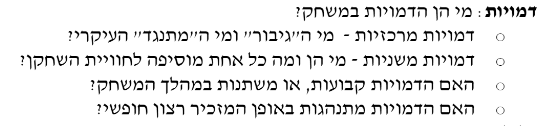 דמויות: מי הן הדמויות במשחק?
o דמויות מרכזיות - מי ה"גיבור" ומי ה"מתנגד" העיקרי?
o דמויות משניות - מי הן ומה כל אחת מוסיפה לחוויית השחקן?
o האם הדמויות קבועות, או משתנות במהלך המשחק?
o האם הדמויות מתנהגות באופן המזכיר רצון חופשי?